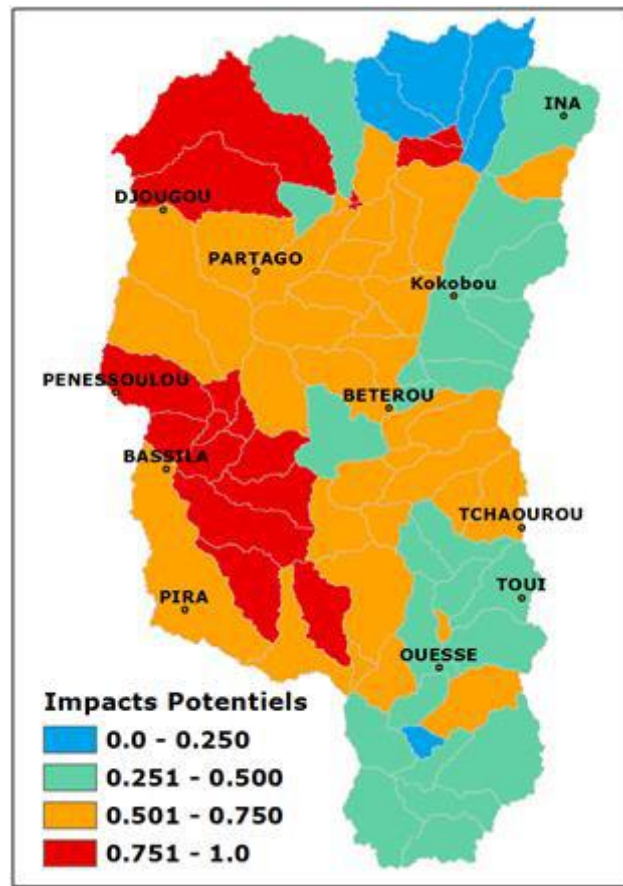 INA
DJOUGOU
PARTAGO
Kokobou
PENESSOULOU
BETEROU
BASSILA
TCHAOUROU
TOUI
PIRA
OUESSE
Impacts Potentiels
0.0 - 0.250
0.251 - 0.500
0.501 - 0.750
0.751 - 1.0